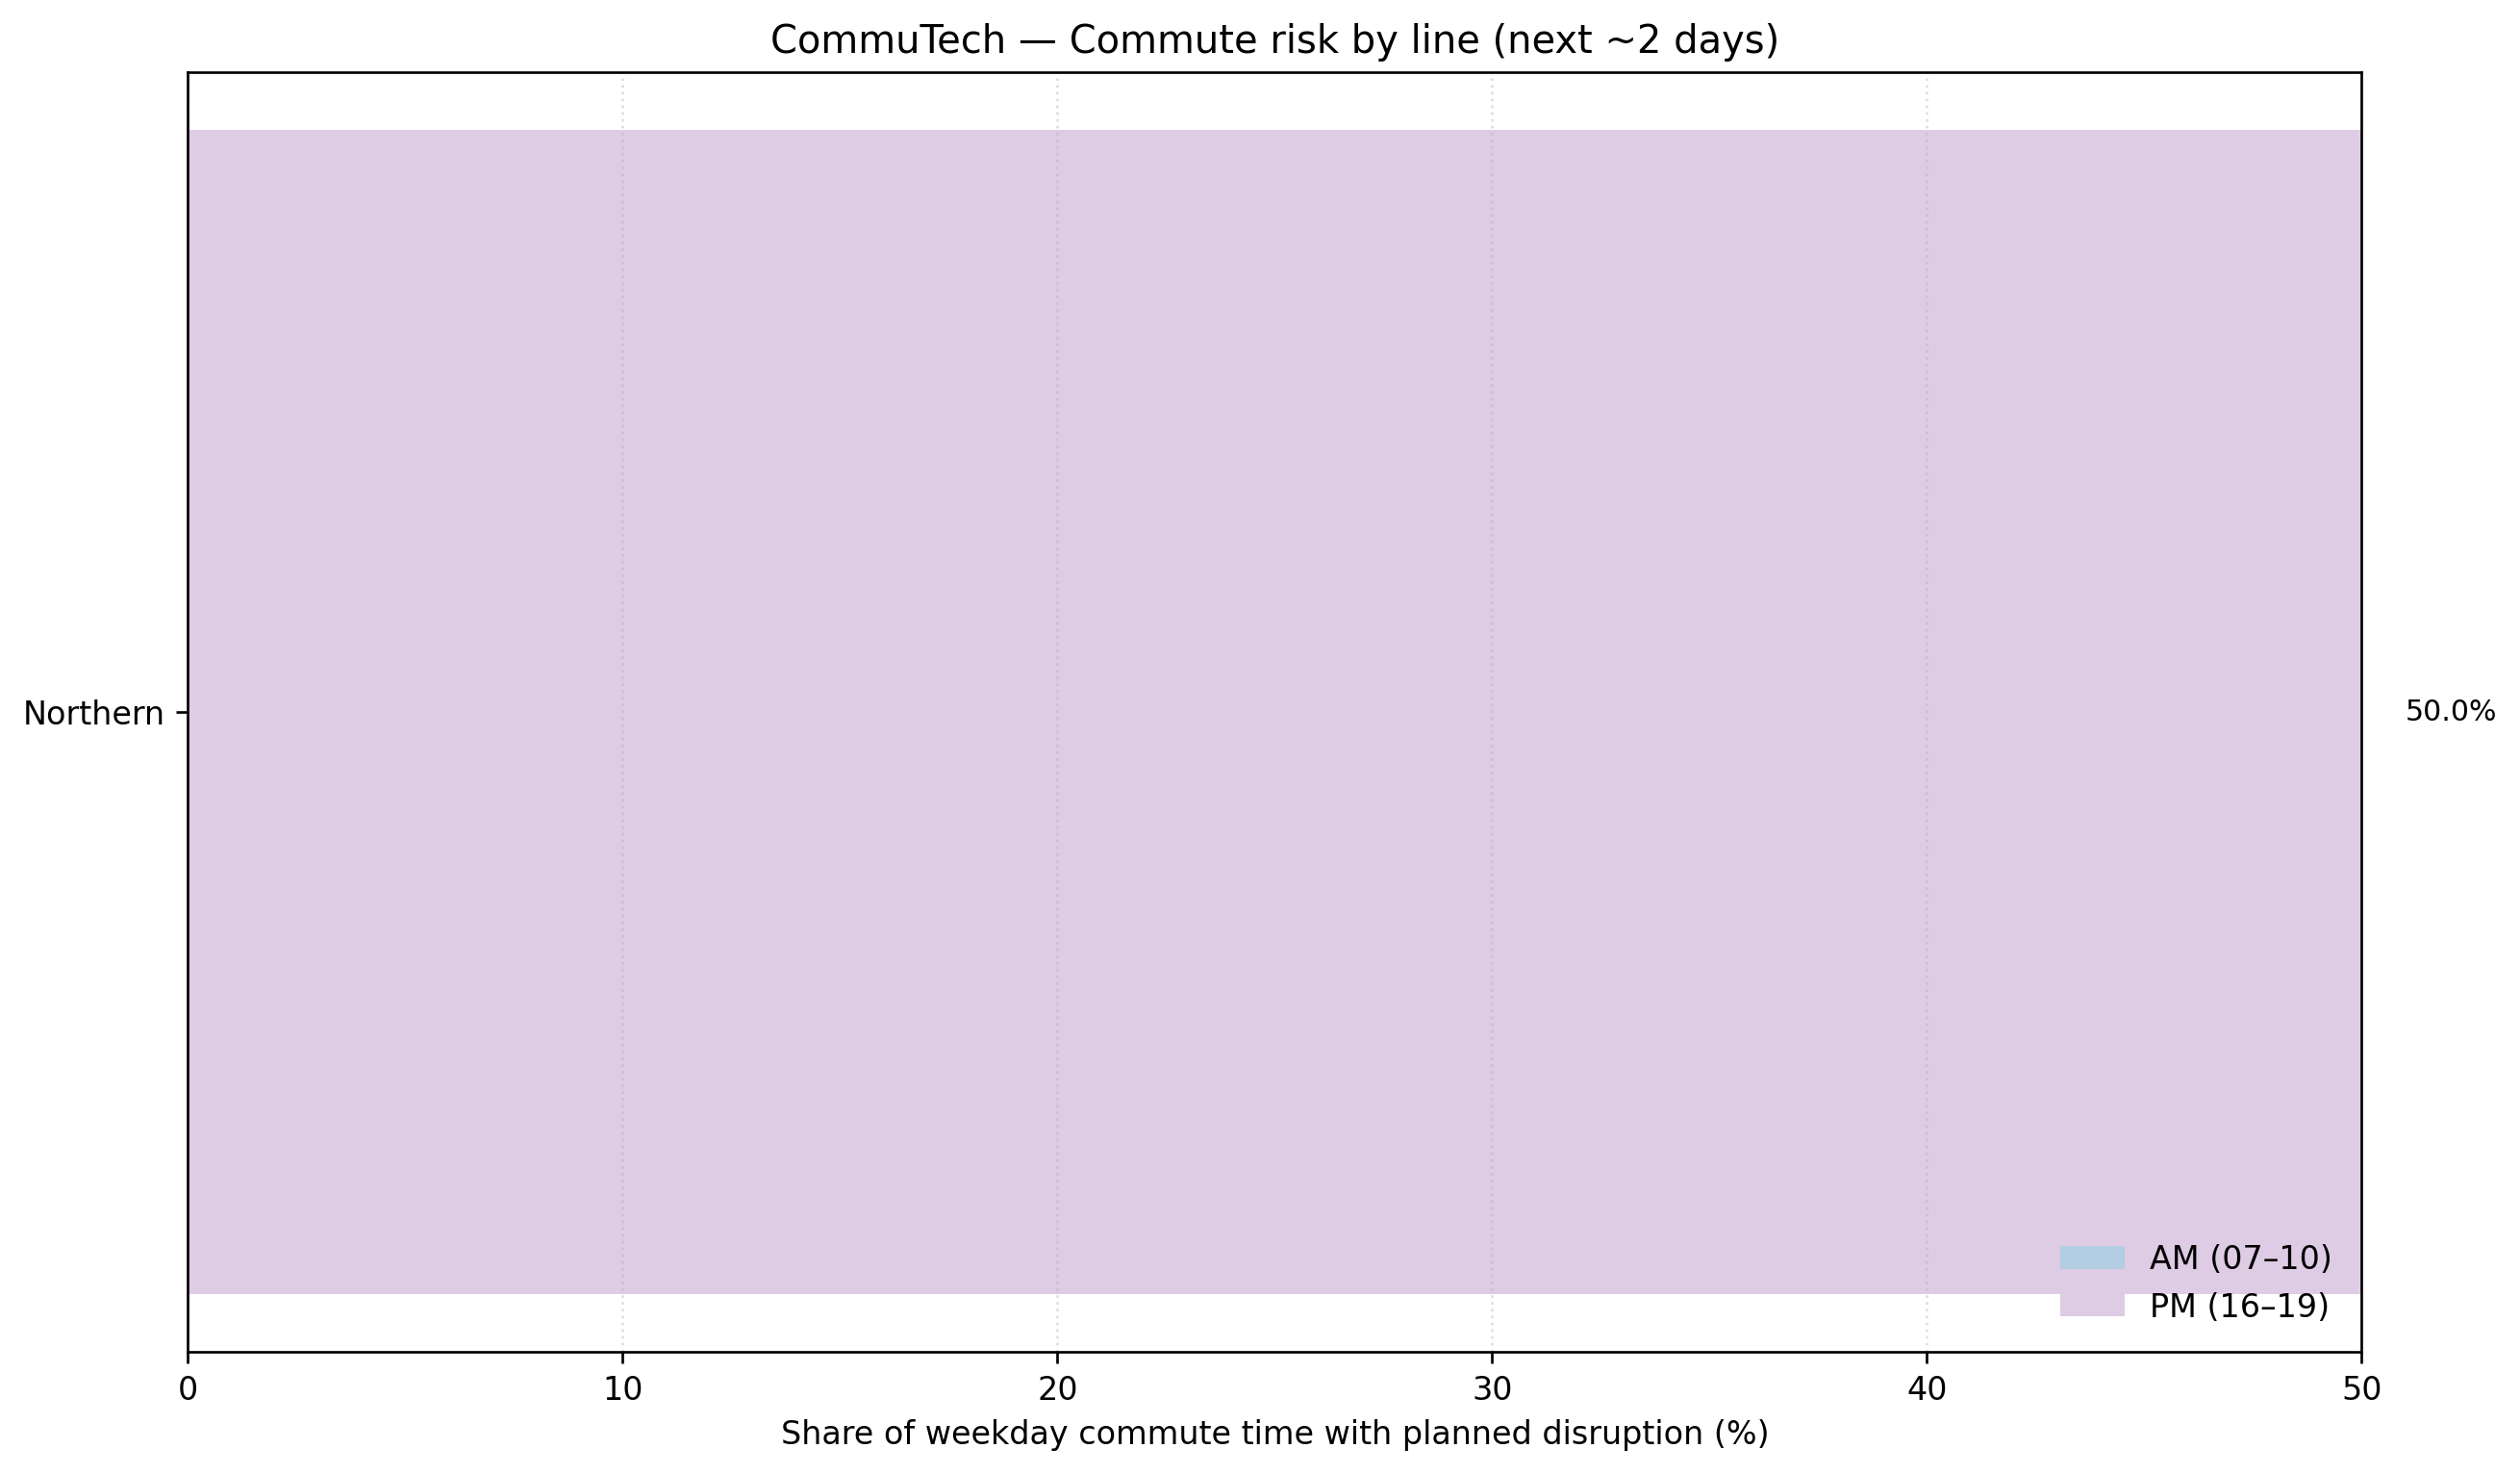 CommuTech — Commute risk by line (next ~2 days)
Northern
50.0%
AM (07–10)
PM (16–19)
0 10 20 30 40 50
Share of weekday commute time with planned disruption (%)